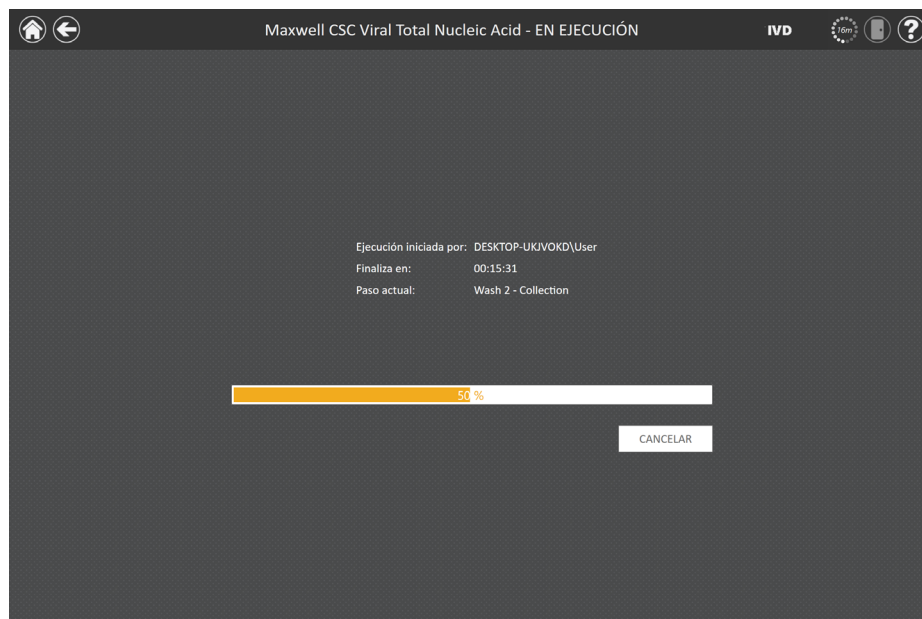 Maxwell CSC Viral Total Nucleic Acid - EN EJECUCIÓN IVD 16m ?
Ejecución iniciada por: DESKTOP-UKJVOKD\User
Finaliza en: 00:15:31
Paso actual: Wash 2 - Collection
50 %
CANCELAR